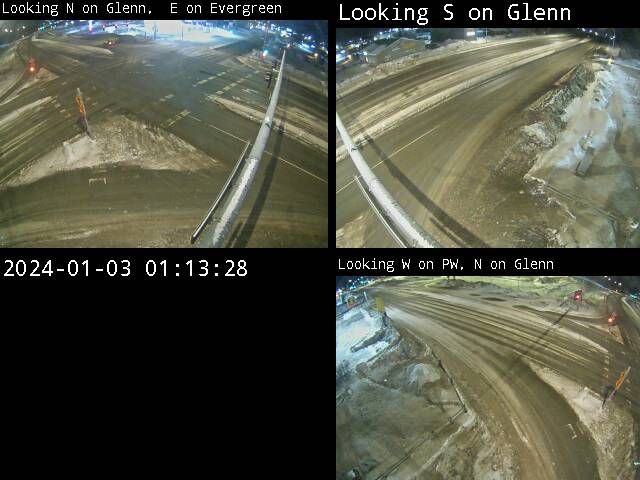 Looking N on Glenn,  E on Evergreen
Looking S on Glenn
2024-01-03 01:13:28
Looking W on PW, N on Glenn